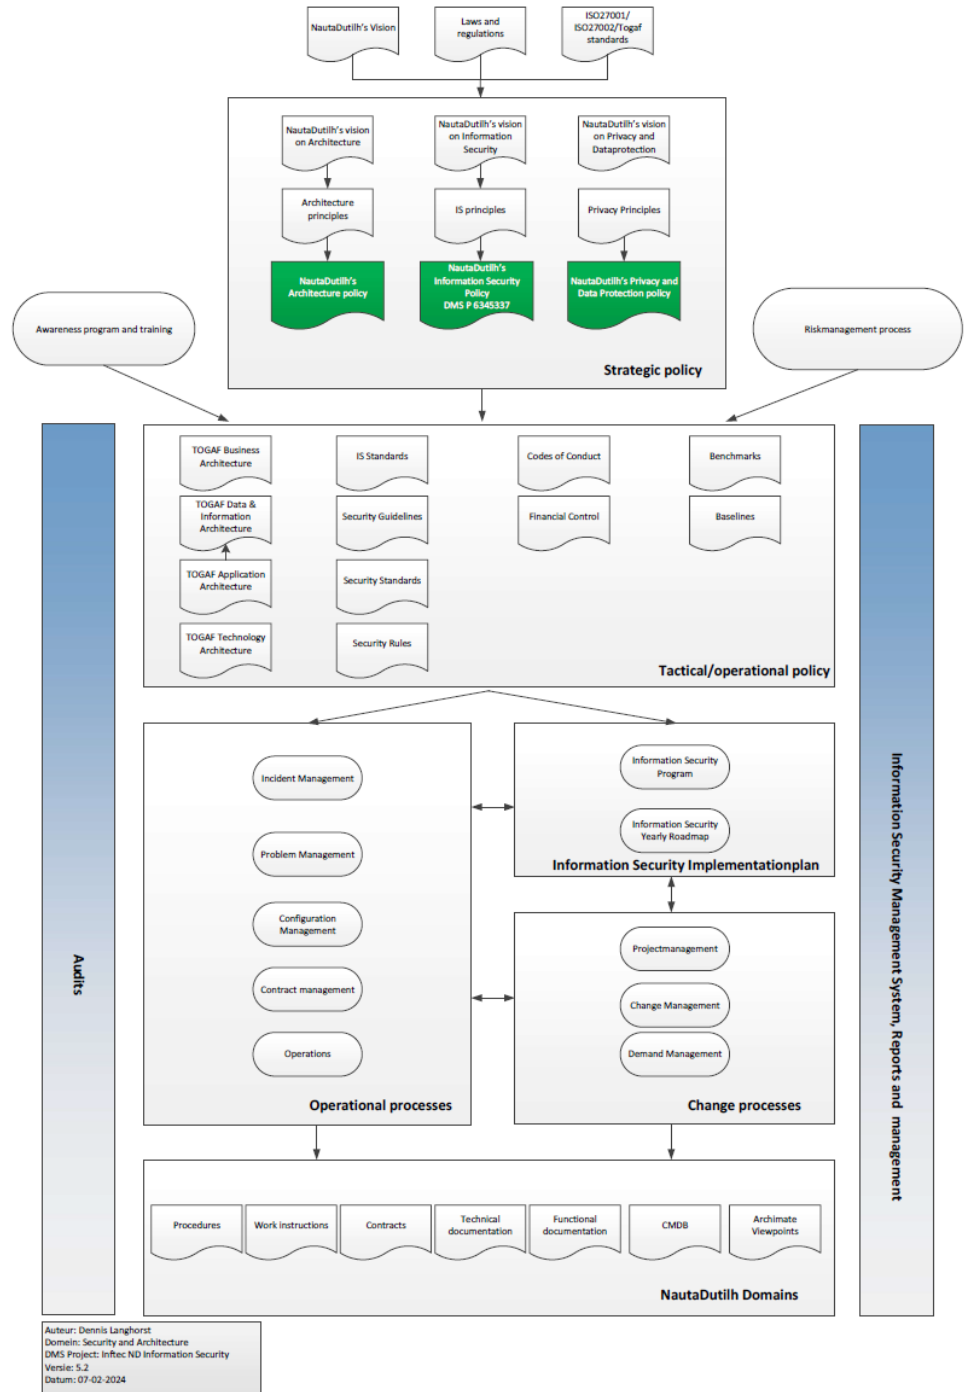 NautaDutilh's Vision
Laws and
regulations
ISO27001/
ISO27002/Togaf
standards
NautaDutilh's vision
on Architecture
NautaDutilh's vision
on Information
Security
NautaDutilh's vision
on Privacy and
Dataprotection
Architecture
principles
IS principles
Privacy Principles
NautaDutilh's
Architecture policy
NautaDutilh's
Information Security
Policy
DMS P 6345337
NautaDutilh's Privacy and
Data Protection policy
Strategic policy
Awareness program and training
Riskmanagement process
TOGAF Business
Architecture
IS Standards
Codes of Conduct
Benchmarks
TOGAF Data &
Information
Architecture
Security Guidelines
Financial Control
Baselines
TOGAF Application
Architecture
Security Standards
TOGAF Technology
Architecture
Security Rules
Tactical/operational policy
Audits
Information Security Management System, Reports and management
Incident Management
Problem Management
Configuration
Management
Contract management
Operations
Operational processes
Information Security
Program
Information Security
Yearly Roadmap
Information Security Implementationplan
Projectmanagement
Change Management
Demand Management
Change processes
Procedures
Work instructions
Contracts
Technical
documentation
Functional
documentation
CMDB
Archimate
Viewpoints
NautaDutilh Domains
Auteur: Dennis Langhorst
Domein: Security and Architecture
DMS Project: Inftec ND Information Security
Versie: 5.2
Datum: 07-02-2024